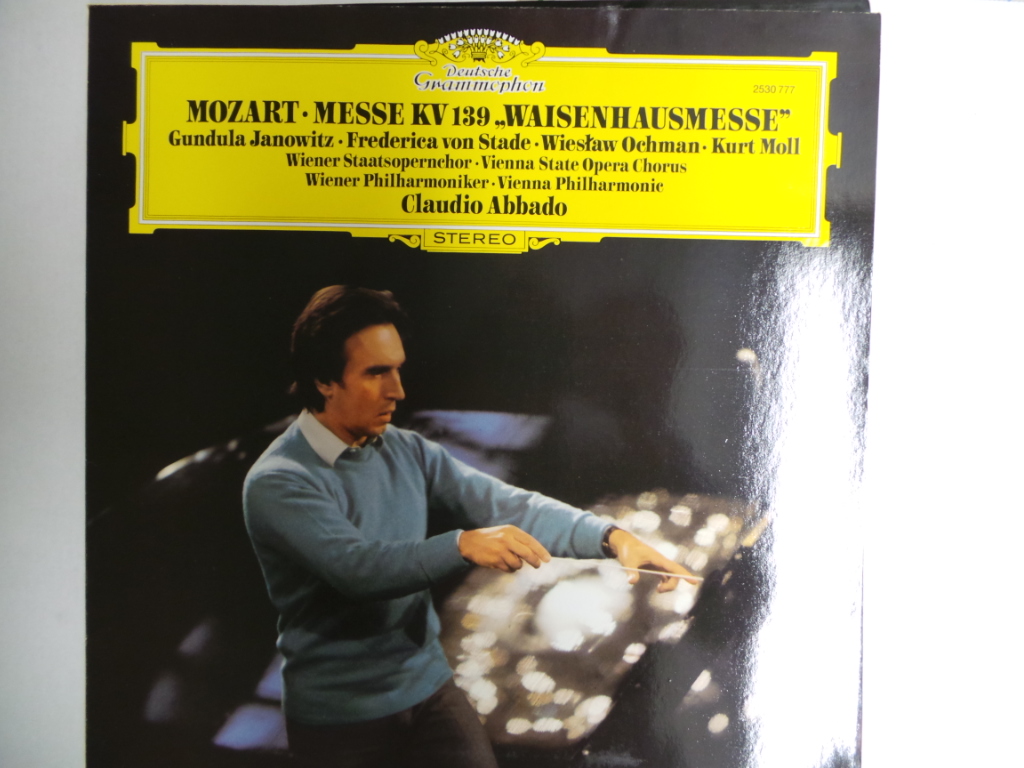 Deutsche
Grammophon
2530 777
MOZART · MESSE KV 139 „WAISENHAUSMESSE”
Gundula Janowitz · Frederica von Stade · Wiesław Ochman · Kurt Moll
Wiener Staatsopernchor · Vienna State Opera Chorus
Wiener Philharmoniker · Vienna Philharmonic
Claudio Abbado
STEREO